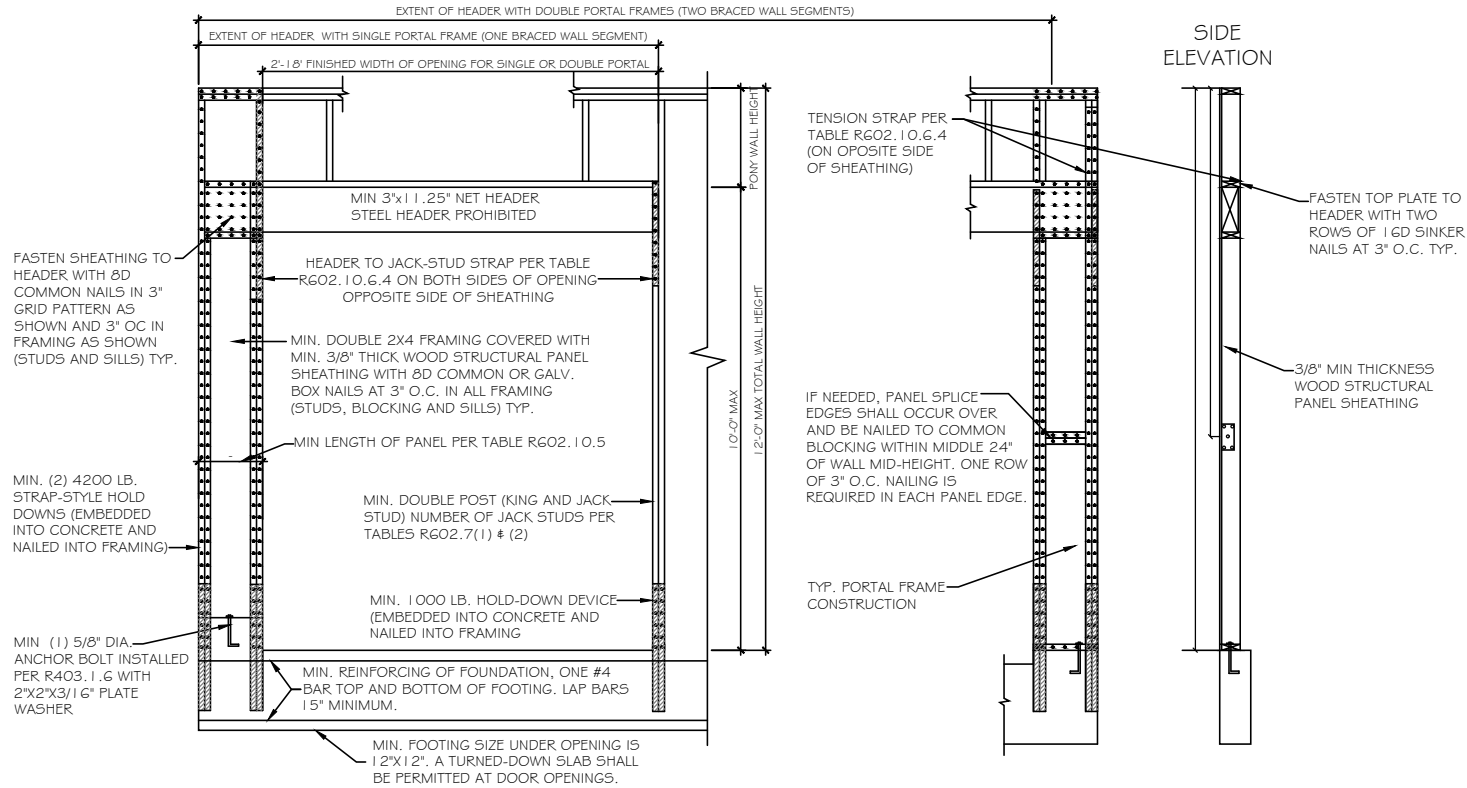 EXTENT OF HEADER WITH DOUBLE PORTAL FRAMES (TWO BRACED WALL SEGMENTS)
EXTENT OF HEADER WITH SINGLE PORTAL FRAME (ONE BRACED WALL SEGMENT)
2'-18' FINISHED WIDTH OF OPENING FOR SINGLE OR DOUBLE PORTAL
SIDE
ELEVATION
PONY WALL HEIGHT
TENSION STRAP PER
TABLE R602.10.6.4
(ON OPOSITE SIDE
OF SHEATHING)
MIN 3"x11.25" NET HEADER
STEEL HEADER PROHIBITED
FASTEN TOP PLATE TO
HEADER WITH TWO
ROWS OF 16D SINKER
NAILS AT 3" O.C. TYP.
FASTEN SHEATHING TO
HEADER WITH 8D
COMMON NAILS IN 3"
GRID PATTERN AS
SHOWN AND 3" OC IN
FRAMING AS SHOWN
(STUDS AND SILLS) TYP.
HEADER TO JACK-STUD STRAP PER TABLE
R602.10.6.4 ON BOTH SIDES OF OPENING
OPPOSITE SIDE OF SHEATHING
MIN. DOUBLE 2X4 FRAMING COVERED WITH
MIN. 3/8" THICK WOOD STRUCTURAL PANEL
SHEATHING WITH 8D COMMON OR GALV.
BOX NAILS AT 3" O.C. IN ALL FRAMING
(STUDS, BLOCKING AND SILLS) TYP.
10'-0" MAX
12'-0" MAX TOTAL WALL HEIGHT
3/8" MIN THICKNESS
WOOD STRUCTURAL
PANEL SHEATHING
IF NEEDED, PANEL SPLICE
EDGES SHALL OCCUR OVER
AND BE NAILED TO COMMON
BLOCKING WITHIN MIDDLE 24"
OF WALL MID-HEIGHT. ONE ROW
OF 3" O.C. NAILING IS
REQUIRED IN EACH PANEL EDGE.
MIN LENGTH OF PANEL PER TABLE R602.10.5
MIN. (2) 4200 LB.
STRAP-STYLE HOLD
DOWNS (EMBEDDED
INTO CONCRETE AND
NAILED INTO FRAMING)
MIN. DOUBLE POST (KING AND JACK
STUD) NUMBER OF JACK STUDS PER
TABLES R602.7(1) & (2)
TYP. PORTAL FRAME
CONSTRUCTION
MIN. 1000 LB. HOLD-DOWN DEVICE
(EMBEDDED INTO CONCRETE AND
NAILED INTO FRAMING
MIN (1) 5/8" DIA.
ANCHOR BOLT INSTALLED
PER R403.1.6 WITH
2"X2"X3/16" PLATE
WASHER
MIN. REINFORCING OF FOUNDATION, ONE #4
BAR TOP AND BOTTOM OF FOOTING. LAP BARS
15" MINIMUM.
MIN. FOOTING SIZE UNDER OPENING IS
12"X12". A TURNED-DOWN SLAB SHALL
BE PERMITTED AT DOOR OPENINGS.